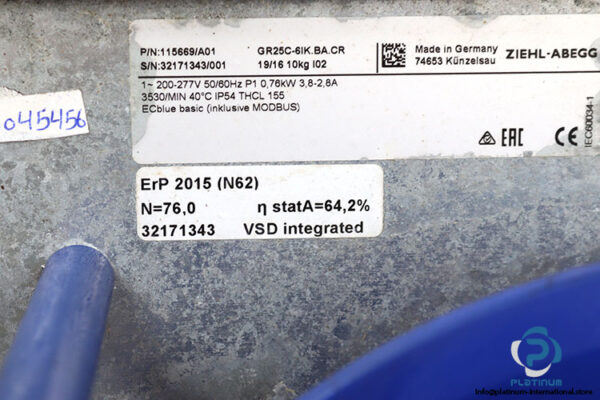 P/N:115669/A01 GR25C-6IK.BA.CR
S/N:32171343/001 19/16 10kg I02
Made in Germany
74653 Künzelsau
ZIEHL-ABEGG
1~ 200-277V 50/60Hz P1 0,76kW 3,8-2,8A
3530/MIN 40°C IP54 THCL 155
ECblue basic (inklusive MODBUS)
EAC CE
IEC60034-1
045456
ErP 2015 (N62)
N=76,0 η statA=64,2%
32171343 VSD integrated
PLATINUM
info@platinum-international.store